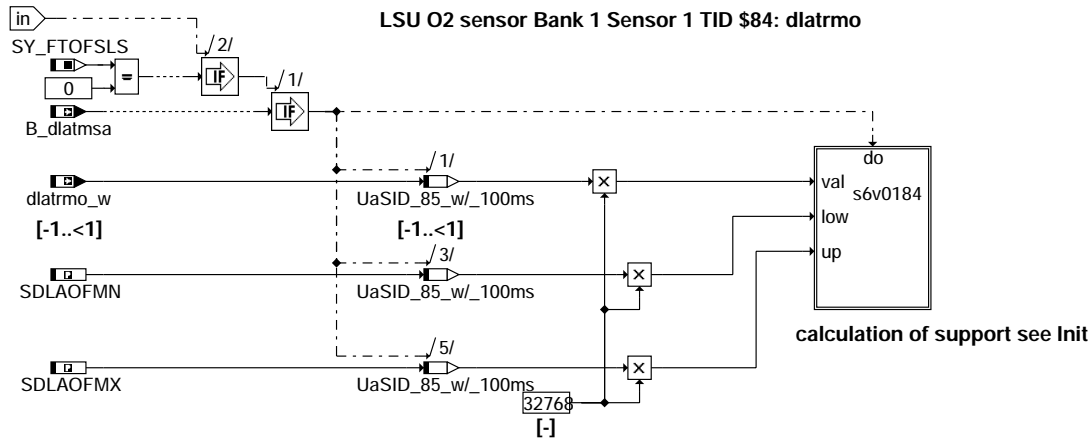 in
LSU O2 sensor Bank 1 Sensor 1 TID $84: dlatrmo
SY_FTOFSLS
/2/
=
IF
0
/1/
IF
B_dlatmsa
do
/1/
s6v0184
val
dlatrmo_w
UaSID_85_w/_100ms
×
low
[-1..<1]
[-1..<1]
up
/3/
SDLAOFMN
UaSID_85_w/_100ms
×
calculation of support see Init
/5/
SDLAOFMX
UaSID_85_w/_100ms
×
32768
[-]